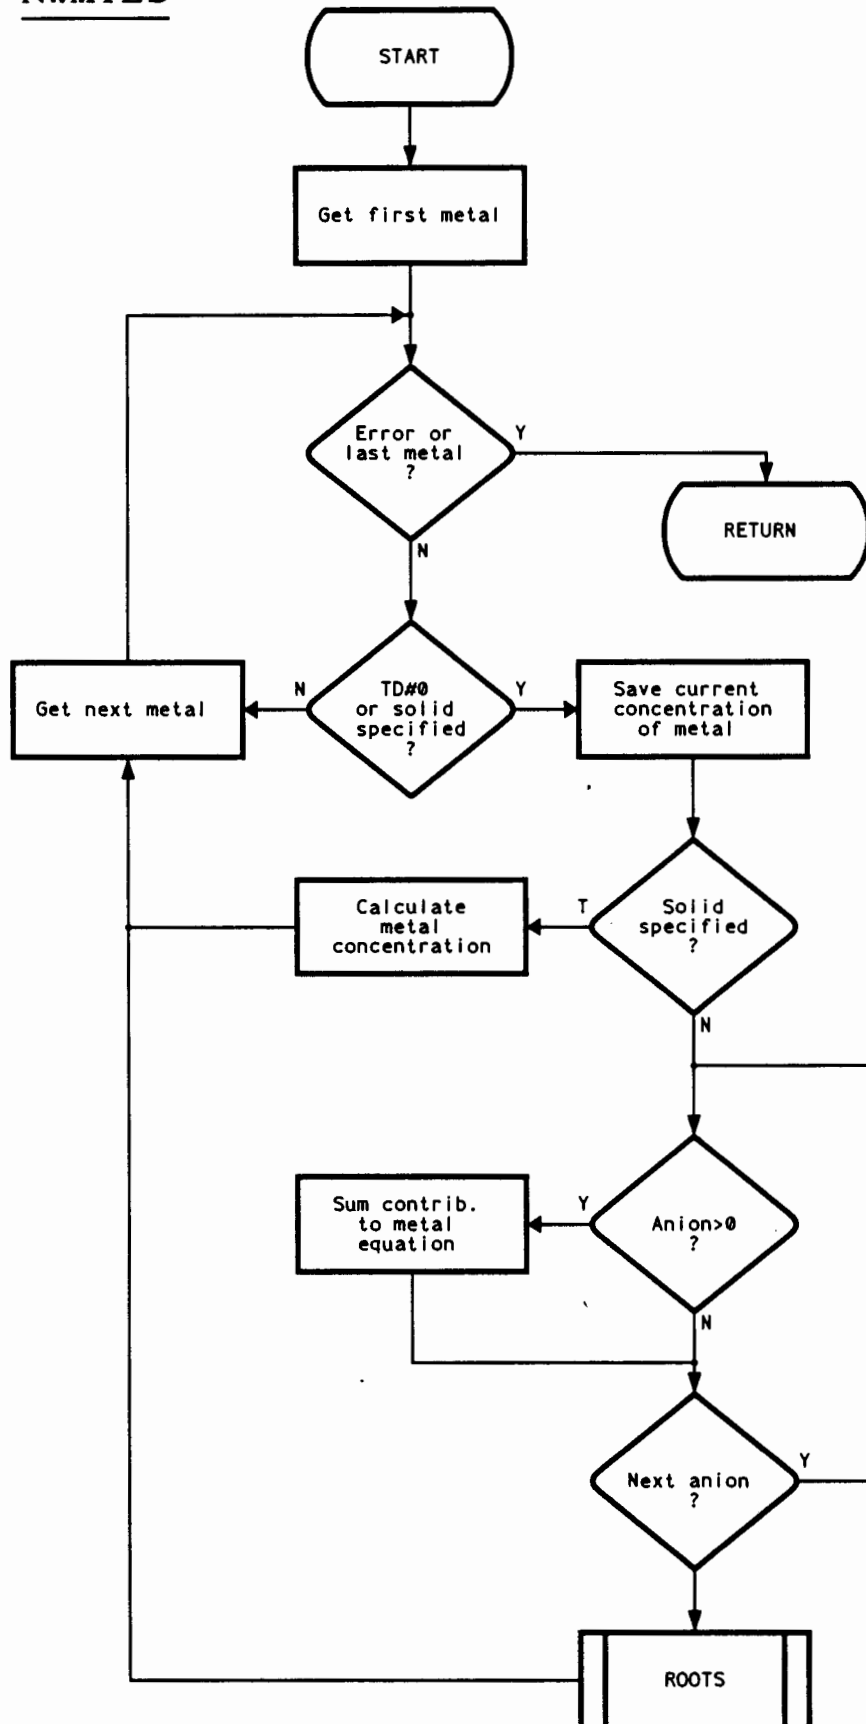 START
Get first metal
Error or
last metal
?
Y
RETURN
N
Get next metal
N
TD#0
or solid
specified
?
Y
Save current
concentration
of metal
Calculate
metal
concentration
T
Solid
specified
?
N
Sum contrib.
to metal
equation
Y
Anion>0
?
N
Next anion
?
Y
ROOTS